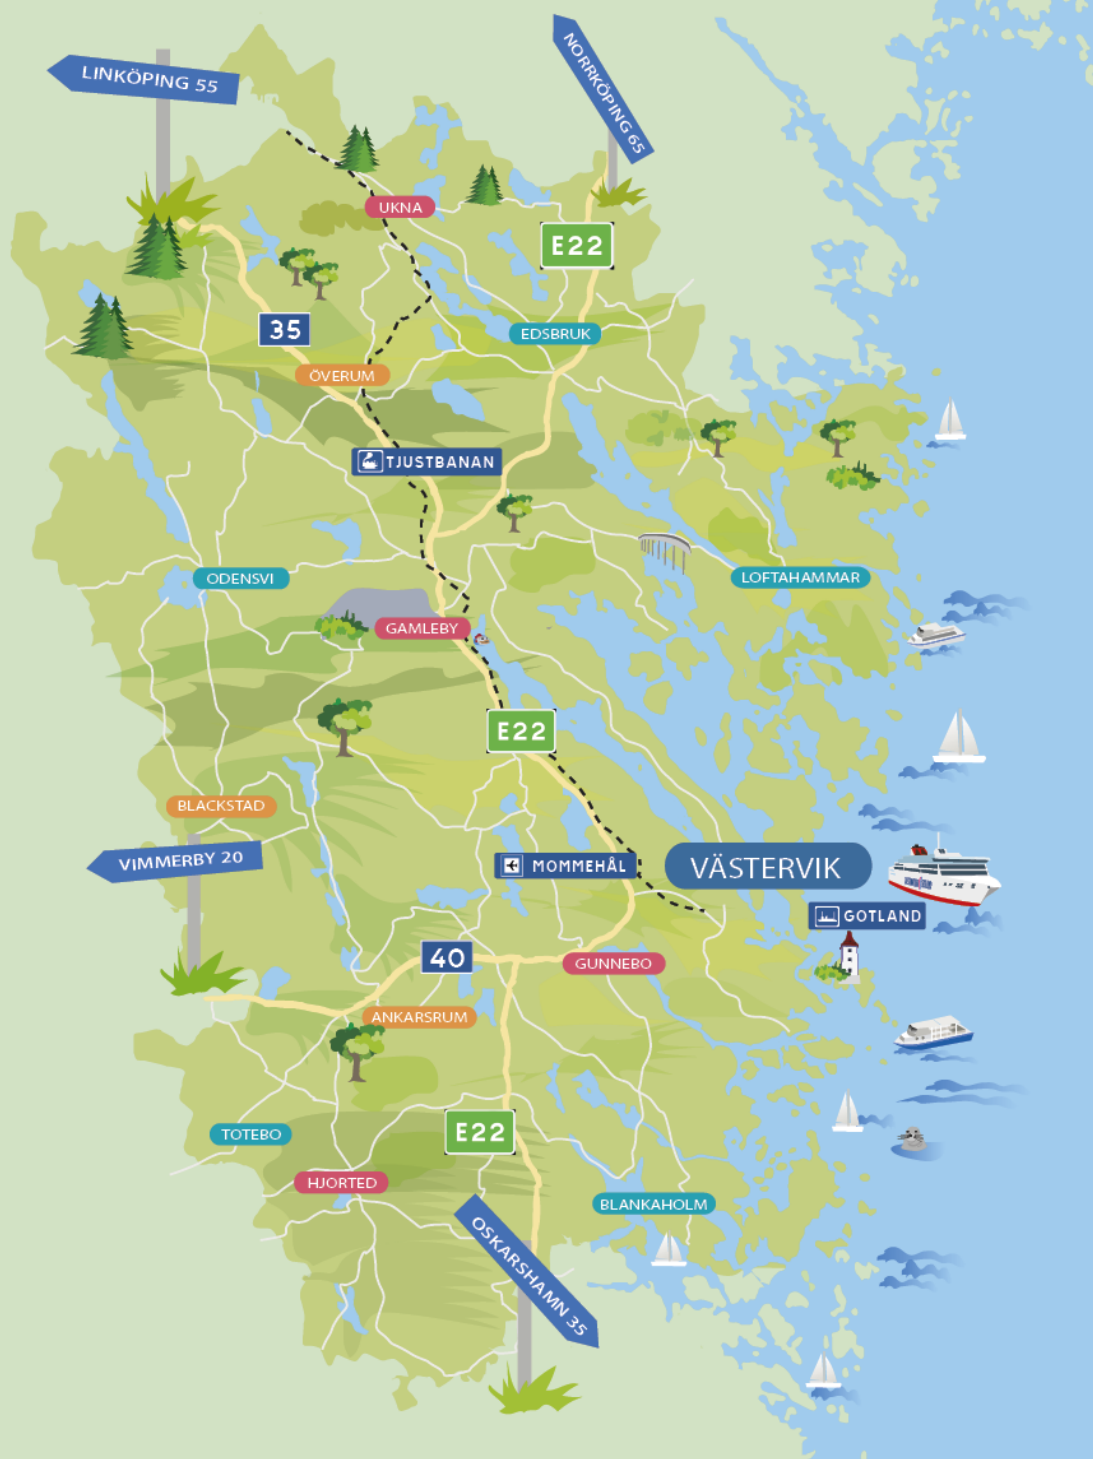 LINKÖPING 55
NORRKÖPING 65
UKNA
E22
35
EDSBRUK
ÖVERUM
TJUSTBANAN
ODENSVI
LOFTAHAMMAR
GAMLEBY
E22
BLACKSTAD
VIMMERBY 20
MOMMEHÅL
VÄSTERVIK
GOTLAND
40
GUNNEBO
ANKARSRUM
TOTEBO
E22
HJORTED
BLANKAHOLM
OSKARSHAMN 35